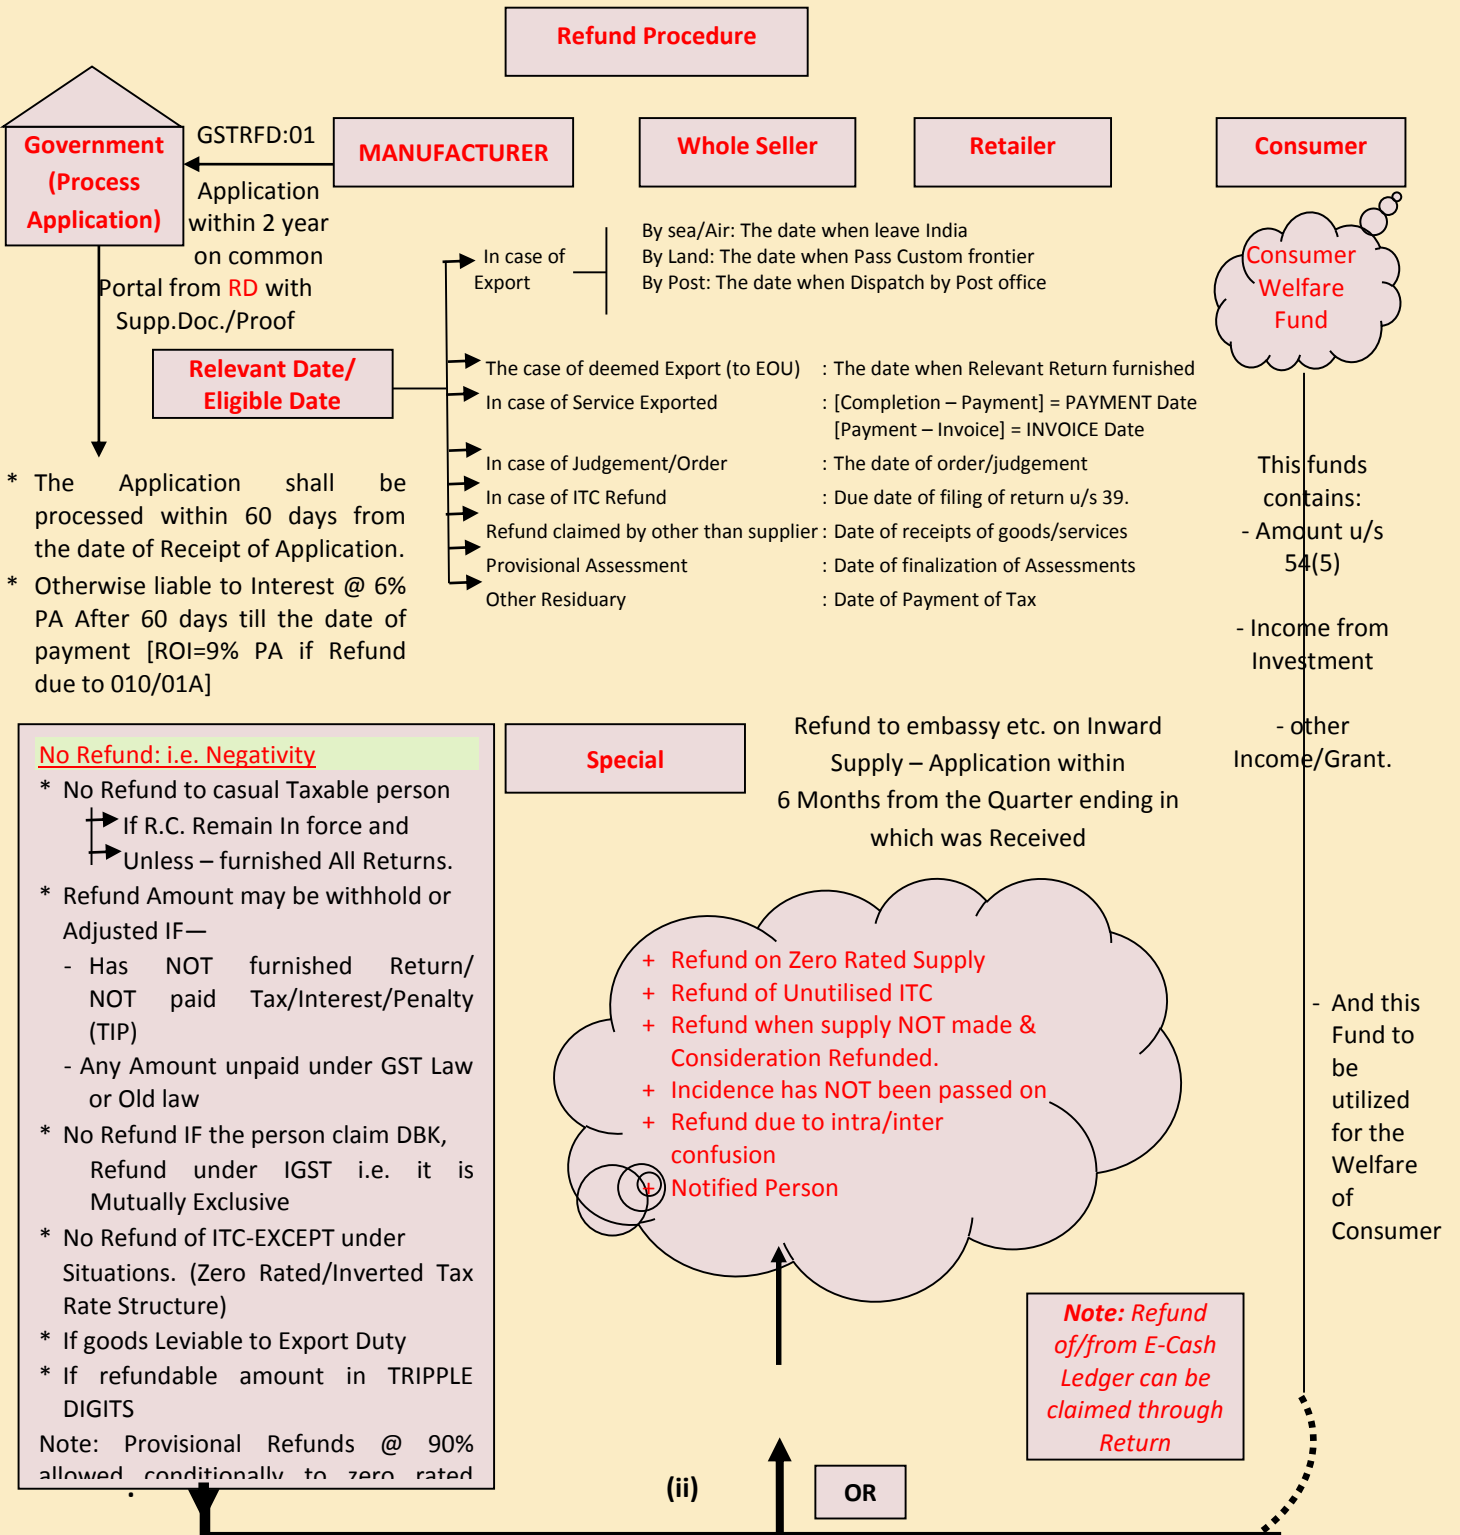 Refund Procedure
Government
(Process
Application)
GSTRFD:01
Application
within 2 year
on common
Portal from RD with
Supp.Doc./Proof
MANUFACTURER
Whole Seller
Retailer
Consumer
In case of
Export
By sea/Air: The date when leave India
By Land: The date when Pass Custom frontier
By Post: The date when Dispatch by Post office
Consumer
Welfare
Fund
Relevant Date/
Eligible Date
The case of deemed Export (to EOU) : The date when Relevant Return furnished
In case of Service Exported : [Completion – Payment] = PAYMENT Date
[Payment – Invoice] = INVOICE Date
In case of Judgement/Order : The date of order/judgement
In case of ITC Refund : Due date of filing of return u/s 39.
Refund claimed by other than supplier : Date of receipts of goods/services
Provisional Assessment : Date of finalization of Assessments
Other Residuary : Date of Payment of Tax
* The Application shall be
processed within 60 days from
the date of Receipt of Application.
* Otherwise liable to Interest @ 6%
PA After 60 days till the date of
payment [ROI=9% PA if Refund
due to 010/01A]
This funds
contains:
- Amount u/s
54(5)
- Income from
Investment
- other
Income/Grant.
No Refund: i.e. Negativity
* No Refund to casual Taxable person
If R.C. Remain In force and
Unless – furnished All Returns.
* Refund Amount may be withhold or
Adjusted IF—
- Has NOT furnished Return/
NOT paid Tax/Interest/Penalty
(TIP)
- Any Amount unpaid under GST Law
or Old law
* No Refund IF the person claim DBK,
Refund under IGST i.e. it is
Mutually Exclusive
* No Refund of ITC-EXCEPT under
Situations. (Zero Rated/Inverted Tax
Rate Structure)
* If goods Leviable to Export Duty
* If refundable amount in TRIPPLE
DIGITS
Note: Provisional Refunds @ 90%
allowed conditionally to zero rated
Special
Refund to embassy etc. on Inward
Supply – Application within
6 Months from the Quarter ending in
which was Received
+ Refund on Zero Rated Supply
+ Refund of Unutilised ITC
+ Refund when supply NOT made &
Consideration Refunded.
+ Incidence has NOT been passed on
+ Refund due to intra/inter
confusion
+ Notified Person
- And this
Fund to
be
utilized
for the
Welfare
of
Consumer
Note: Refund
of/from E-Cash
Ledger can be
claimed through
Return
(ii)
OR